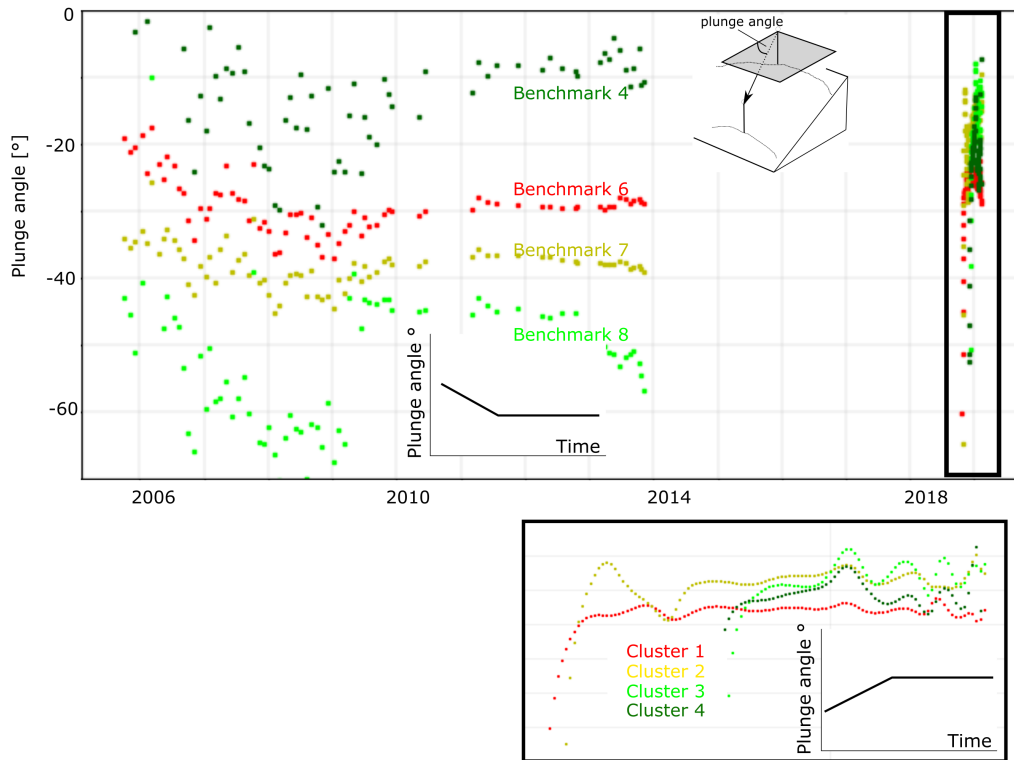 0
plunge angle
Benchmark 4
-20
Plunge angle [°]
Benchmark 6
Benchmark 7
-40
Benchmark 8
Plunge angle °
-60
Time
2006
2010
2014
2018
Cluster 1
Cluster 2
Cluster 3
Cluster 4
Plunge angle °
Time